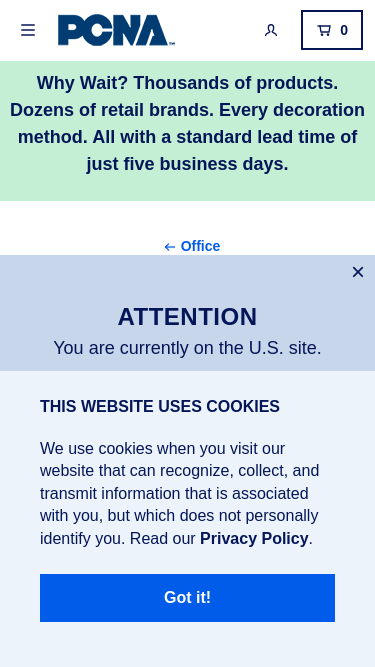 PCNA
0
Why Wait? Thousands of products.
Dozens of retail brands. Every decoration
method. All with a standard lead time of
just five business days.
← Office
×
ATTENTION
You are currently on the U.S. site.
THIS WEBSITE USES COOKIES
We use cookies when you visit our
website that can recognize, collect, and
transmit information that is associated
with you, but which does not personally
identify you. Read our Privacy Policy.
Got it!